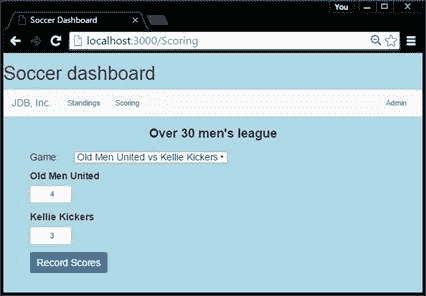 You
Soccer Dashboard
localhost:3000/Scoring
Soccer dashboard
JDB, Inc. Standings Scoring Admin
Over 30 men's league
Game: Old Men United vs Kellie Kickers
Old Men United
4
Kellie Kickers
3
Record Scores